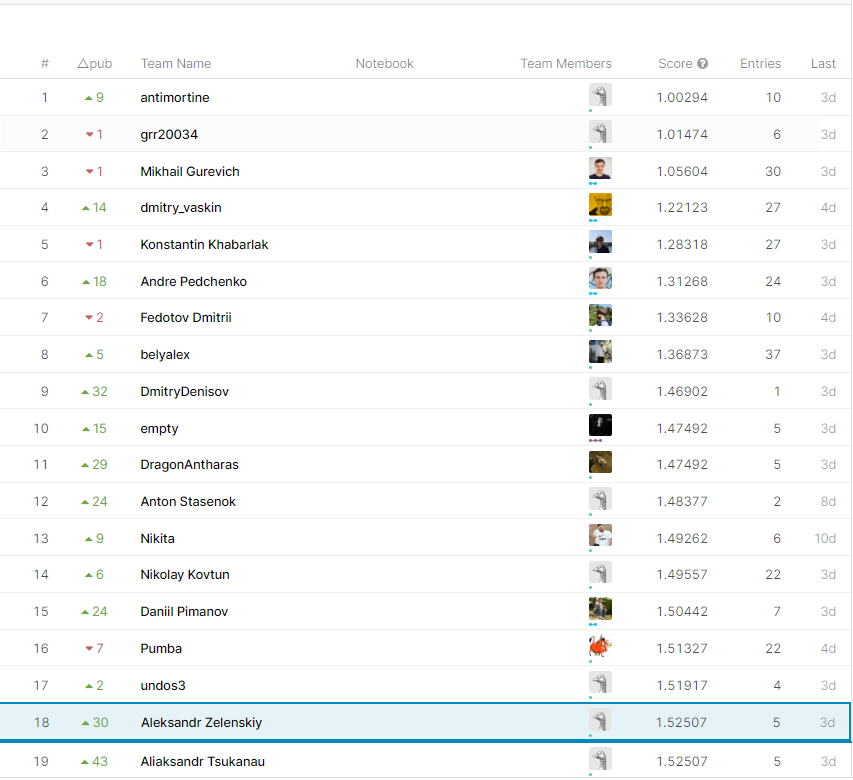 # △pub Team Name Notebook Team Members Score ? Entries Last
1 ▲ 9 antimortine 1.00294 10 3d
2 ▼ 1 grr20034 1.01474 6 3d
3 ▼ 1 Mikhail Gurevich 1.05604 30 3d
4 ▲ 14 dmitry_vaskin 1.22123 27 4d
5 ▼ 1 Konstantin Khabarlak 1.28318 27 3d
6 ▲ 18 Andre Pedchenko 1.31268 24 3d
7 ▼ 2 Fedotov Dmitrii 1.33628 10 4d
8 ▲ 5 belyalex 1.36873 37 3d
9 ▲ 32 DmitryDenisov 1.46902 1 3d
10 ▲ 15 empty 1.47492 5 3d
11 ▲ 29 DragonAntharas 1.47492 5 3d
12 ▲ 24 Anton Stasenok 1.48377 2 8d
13 ▲ 9 Nikita 1.49262 6 10d
14 ▲ 6 Nikolay Kovtun 1.49557 22 3d
15 ▲ 24 Daniil Pimanov 1.50442 7 3d
16 ▼ 7 Pumba 1.51327 22 4d
17 ▲ 2 undos3 1.51917 4 3d
18 ▲ 30 Aleksandr Zelenskiy 1.52507 5 3d
19 ▲ 43 Aliaksandr Tsukanau 1.52507 5 3d